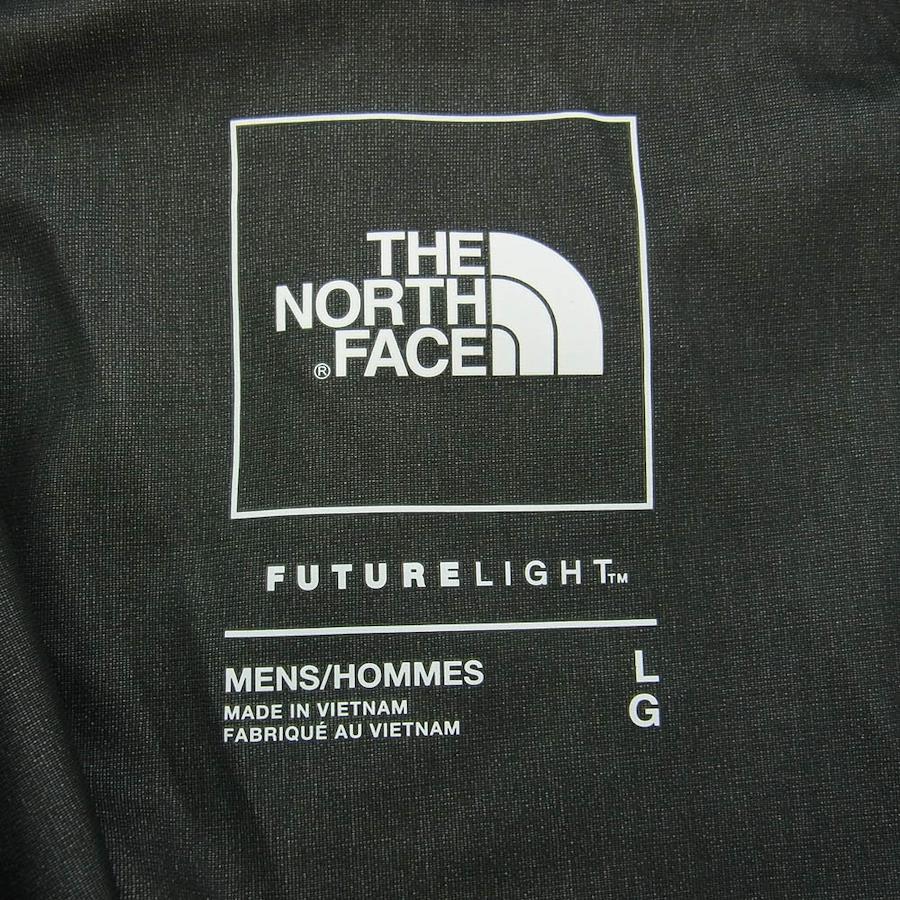 THE
NORTH
® FACE
FUTURELIGHT™
MENS/HOMMES L
MADE IN VIETNAM G
FABRIQUÉ AU VIETNAM